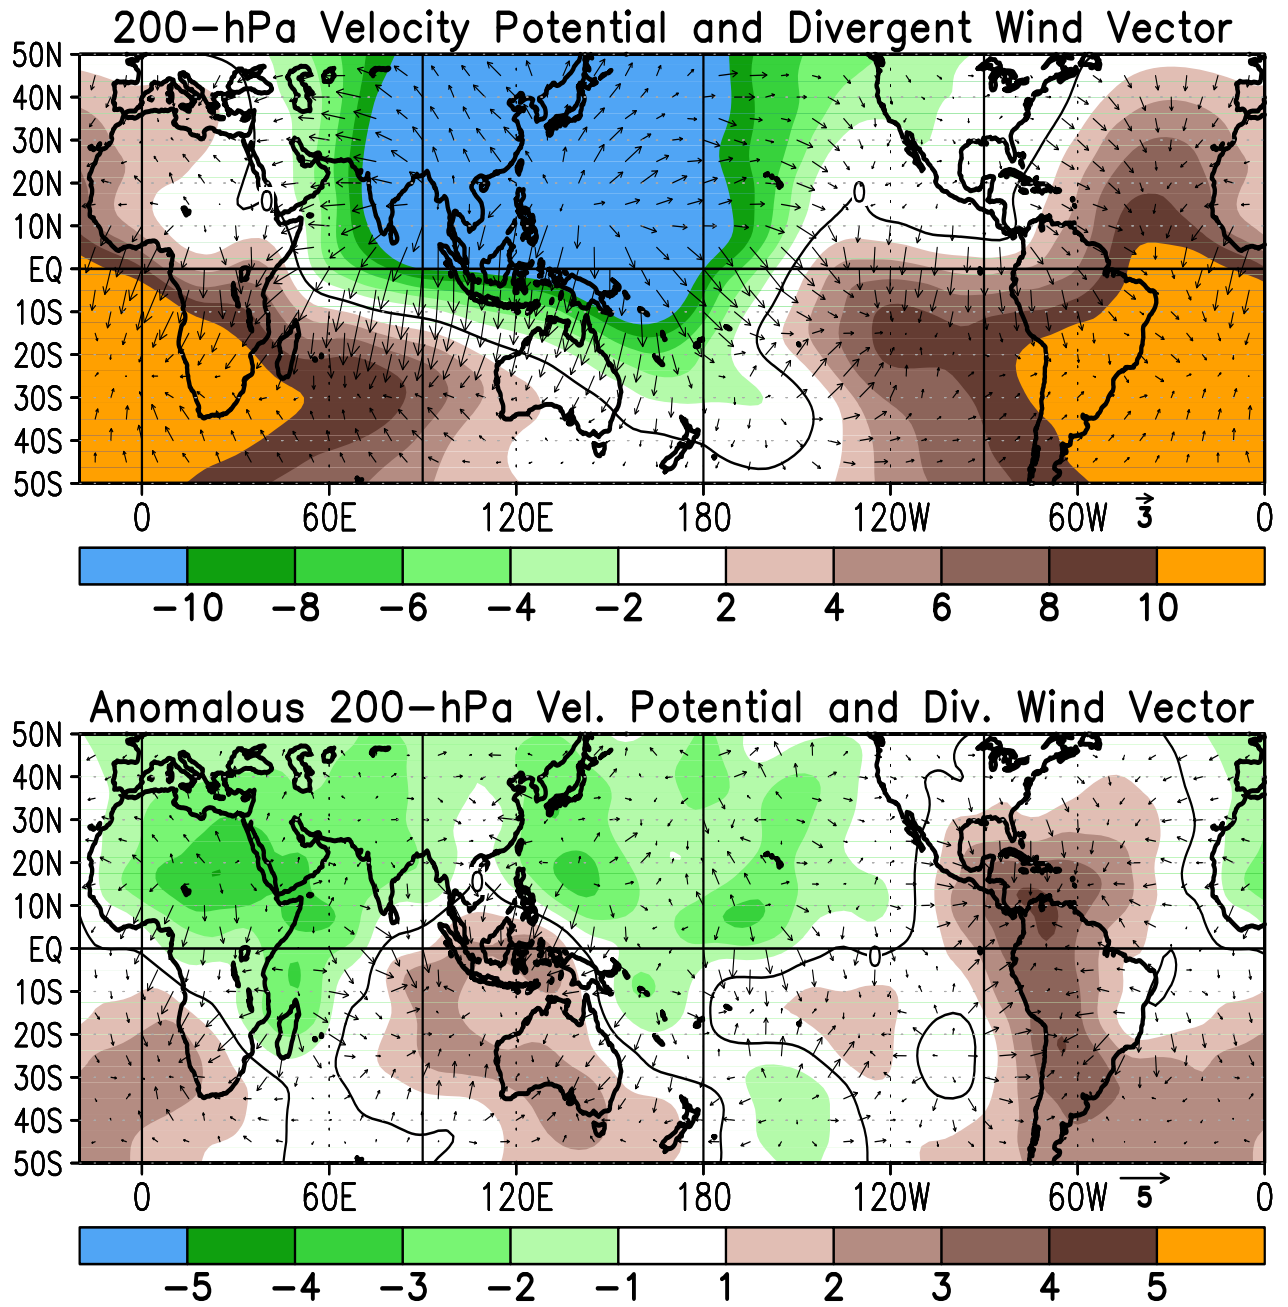 200-hPa Velocity Potential and Divergent Wind Vector
50N
40N
30N
20N
10N
EQ
10S
20S
30S
40S
50S
0
0
0 60E 120E 180 120W 60W 0
3
-10 -8 -6 -4 -2 2 4 6 8 10
Anomalous 200-hPa Vel. Potential and Div. Wind Vector
50N
40N
30N
20N
10N
EQ
10S
20S
30S
40S
50S
0
0
0 60E 120E 180 120W 60W 0
5
-5 -4 -3 -2 -1 1 2 3 4 5